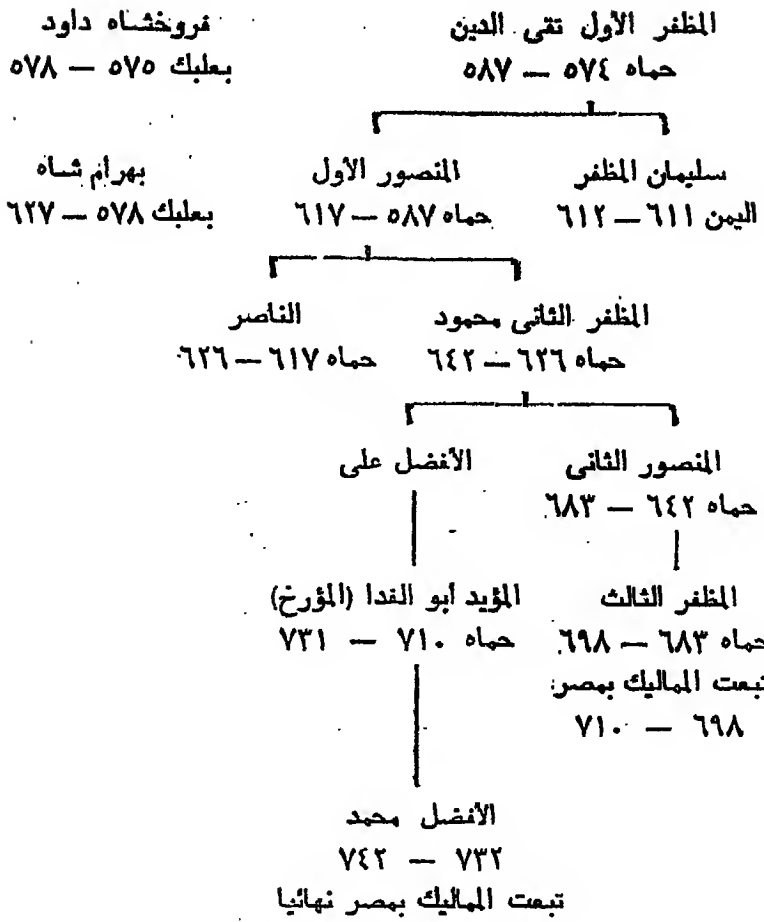 المظفر الأول تقى الدين
حماه ٥٧٤ — ٥٨٧
فروخشاه داود
بعلبك ٥٧٥ — ٥٧٨
سليمان المظفر
اليمن ٦١١ — ٦١٢
المنصور الأول
حماه ٥٨٧ — ٦١٧
بهرام شاه
بعلبك ٥٧٨ — ٦٢٧
المظفر الثانى محمود
حماه ٦٢٦ — ٦٤٢
الناصر
حماه ٦١٧ — ٦٢٦
المنصور الثانى
حماه ٦٤٢ — ٦٨٣
الأفضل على
المظفر الثالث
حماه ٦٨٣ — ٦٩٨
تبعت المماليك بمصر
٦٩٨ — ٧١٠
المؤيد أبو الفدا (المؤرخ)
حماه ٧١٠ — ٧٣١
الأفضل محمد
٧٣٢ — ٧٤٢
تبعت المماليك بمصر نهائيا